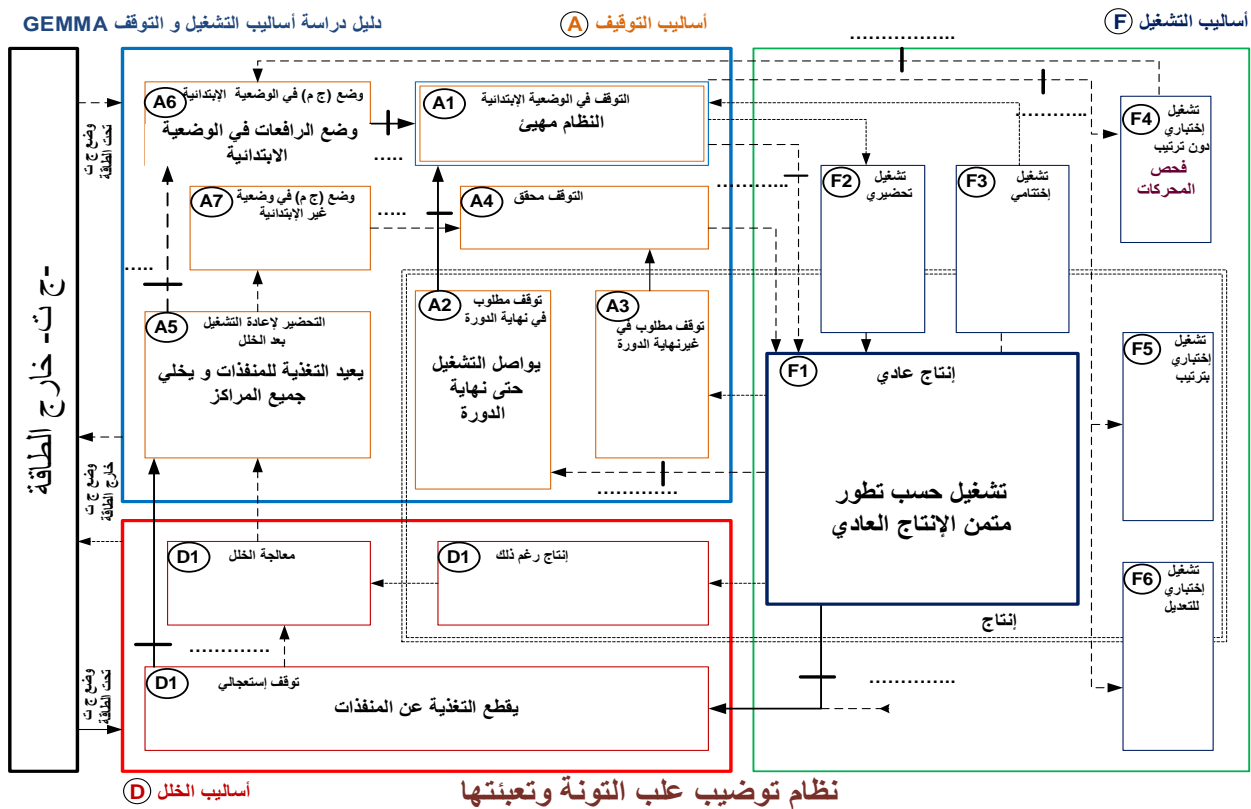 دليل دراسة أساليب التشغيل و التوقف GEMMA
أساليب التوقيف A
أساليب التشغيل F
-ج ت- خارج الطاقة
وضع ج ت
تحت الطاقة
وضع ج ت
خارج الطاقة
وضع ج ت
تحت الطاقة
A6
وضع (ج م) في الوضعية الإبتدائية
وضع الرافعات في الوضعية
الابتدائية
A1
التوقف في الوضعية الإبتدائية
النظام مهيئ
A7
وضع (ج م) في وضعية
غير الإبتدائية
A4
التوقف محقق
A5
التحضير لإعادة التشغيل
بعد الخلل
يعيد التغذية للمنفذات و يخلي
جميع المراكز
A2
توقف مطلوب
في نهاية الدورة
يواصل التشغيل
حتى نهاية
الدورة
A3
توقف مطلوب في
غيرنهاية الدورة
F2
تشغيل
تحضيري
F3
تشغيل
إختتامي
F4
تشغيل
إختباري
دون ترتيب
فحص
المحركات
F1
إنتاج عادي
تشغيل حسب تطور
متمن الإنتاج العادي
F5
تشغيل
إختباري
بترتيب
F6
تشغيل
إختباري
للتعديل
إنتاج
D1
معالجة الخلل
D1
إنتاج رغم ذلك
D1
توقف إستعجالي
يقطع التغذية عن المنفذات
أساليب الخلل D
نظام توضيب علب التونة وتعبئتها